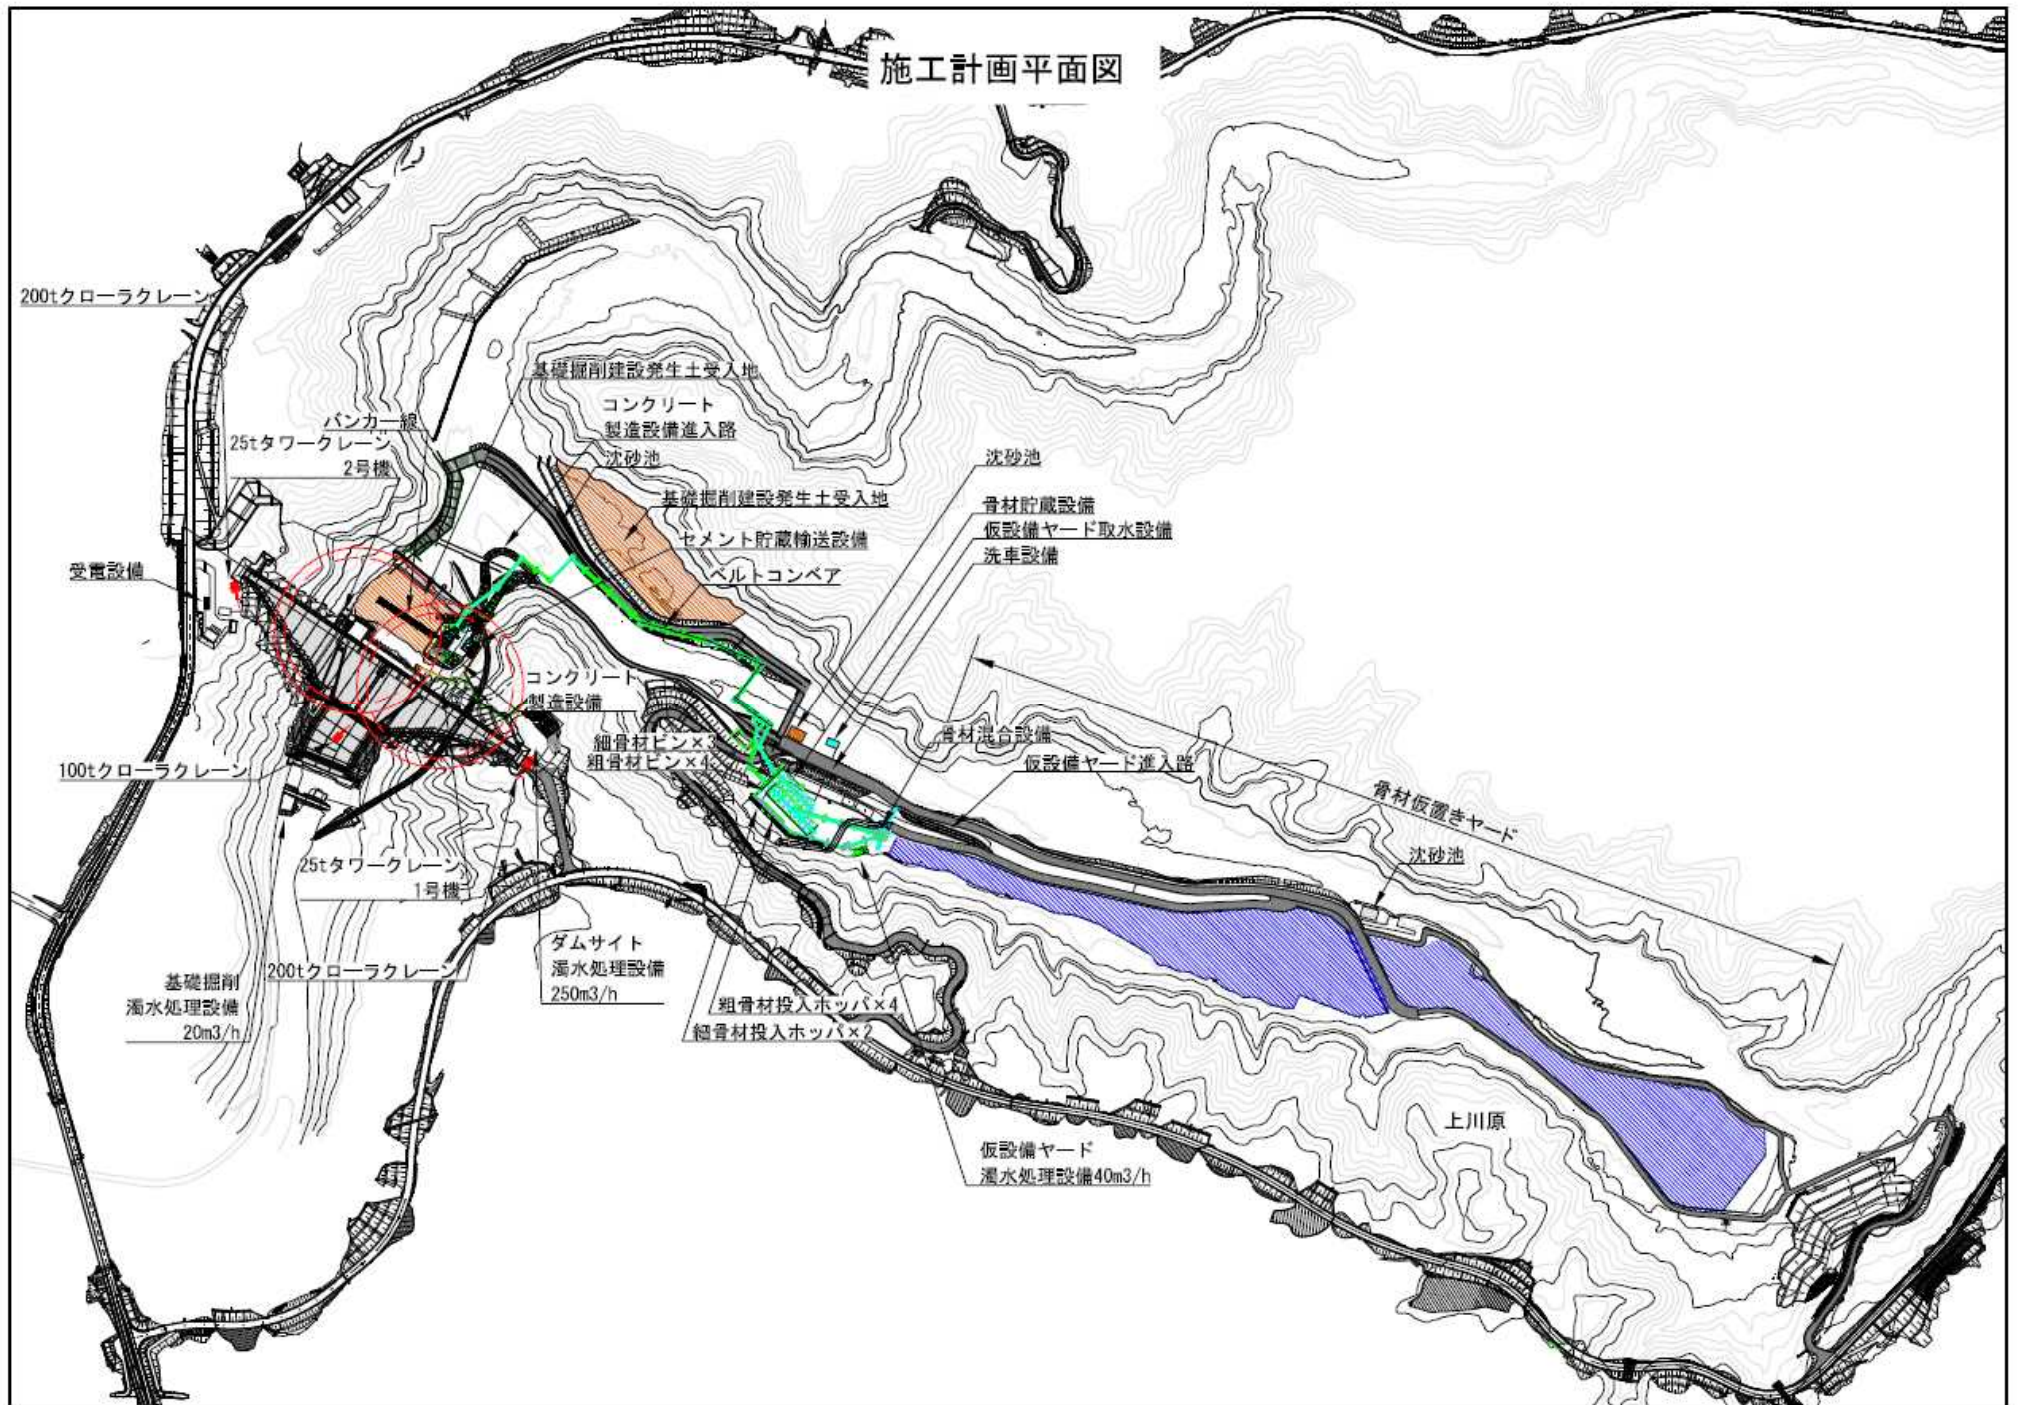 施工計画平面図
200tクローラクレーン
基礎掘削建設発生土受入地
コンクリート
製造設備進入路
沈砂池
バンカー線
25tタワークレーン
2号機
沈砂池
基礎掘削建設発生土受入地
骨材貯蔵設備
仮設備ヤード取水設備
セメント貯蔵輸送設備
洗車設備
受電設備
ベルトコンベア
コンクリート
製造設備
細骨材ビン×3
粗骨材ビン×4
骨材混合設備
仮設備ヤード進入路
100tクローラクレーン
骨材仮置きヤード
沈砂池
25tタワークレーン
1号機
ダムサイト
濁水処理設備
250m3/h
200tクローラクレーン
基礎掘削
濁水処理設備
20m3/h
粗骨材投入ホッパ×4
細骨材投入ホッパ×2
上川原
仮設備ヤード
濁水処理設備40m3/h